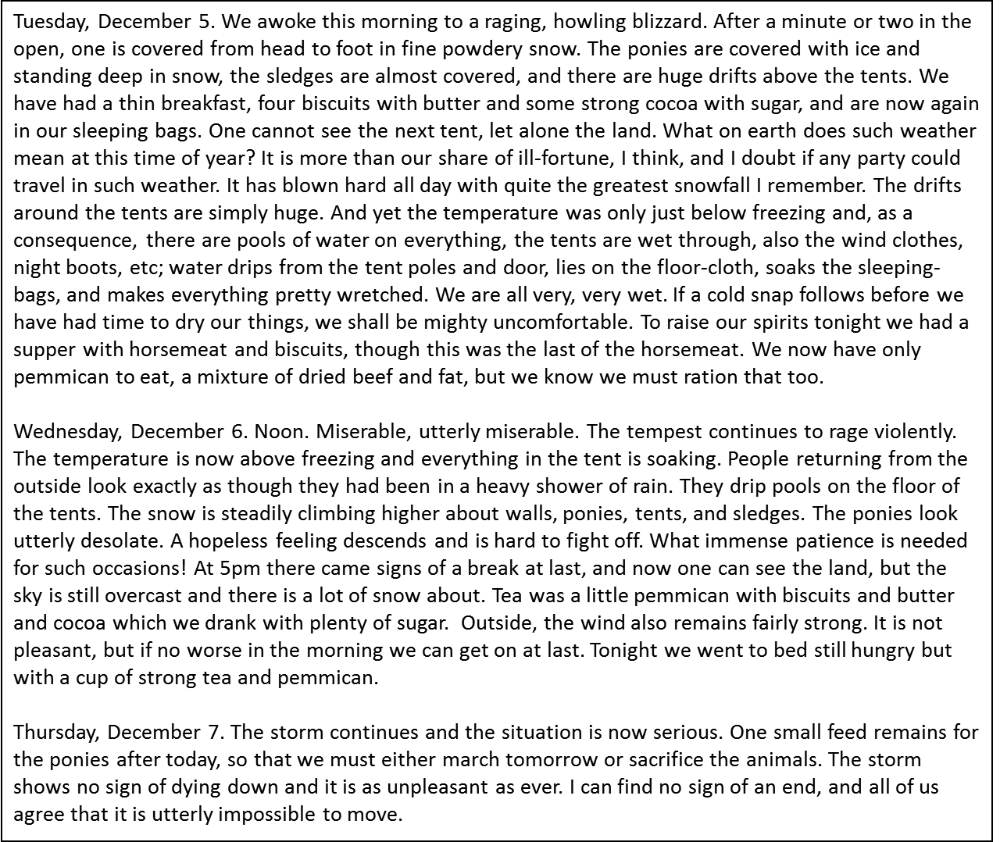 Tuesday, December 5. We awoke this morning to a raging, howling blizzard. After a minute or two in the
open, one is covered from head to foot in fine powdery snow. The ponies are covered with ice and
standing deep in snow, the sledges are almost covered, and there are huge drifts above the tents. We
have had a thin breakfast, four biscuits with butter and some strong cocoa with sugar, and are now again
in our sleeping bags. One cannot see the next tent, let alone the land. What on earth does such weather
mean at this time of year? It is more than our share of ill-fortune, I think, and I doubt if any party could
travel in such weather. It has blown hard all day with quite the greatest snowfall I remember. The drifts
around the tents are simply huge. And yet the temperature was only just below freezing and, as a
consequence, there are pools of water on everything, the tents are wet through, also the wind clothes,
night boots, etc; water drips from the tent poles and door, lies on the floor-cloth, soaks the sleeping-
bags, and makes everything pretty wretched. We are all very, very wet. If a cold snap follows before we
have had time to dry our things, we shall be mighty uncomfortable. To raise our spirits tonight we had a
supper with horsemeat and biscuits, though this was the last of the horsemeat. We now have only
pemmican to eat, a mixture of dried beef and fat, but we know we must ration that too.

Wednesday, December 6. Noon. Miserable, utterly miserable. The tempest continues to rage violently.
The temperature is now above freezing and everything in the tent is soaking. People returning from the
outside look exactly as though they had been in a heavy shower of rain. They drip pools on the floor of
the tents. The snow is steadily climbing higher about walls, ponies, tents, and sledges. The ponies look
utterly desolate. A hopeless feeling descends and is hard to fight off. What immense patience is needed
for such occasions! At 5pm there came signs of a break at last, and now one can see the land, but the
sky is still overcast and there is a lot of snow about. Tea was a little pemmican with biscuits and butter
and cocoa which we drank with plenty of sugar.  Outside, the wind also remains fairly strong. It is not
pleasant, but if no worse in the morning we can get on at last. Tonight we went to bed still hungry but
with a cup of strong tea and pemmican.

Thursday, December 7. The storm continues and the situation is now serious. One small feed remains for
the ponies after today, so that we must either march tomorrow or sacrifice the animals. The storm
shows no sign of dying down and it is as unpleasant as ever. I can find no sign of an end, and all of us
agree that it is utterly impossible to move.